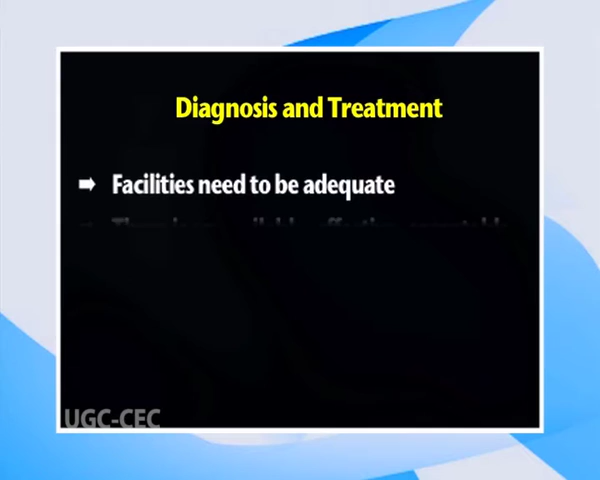 Diagnosis and Treatment
➡ Facilities need to be adequate
UGC-CEC